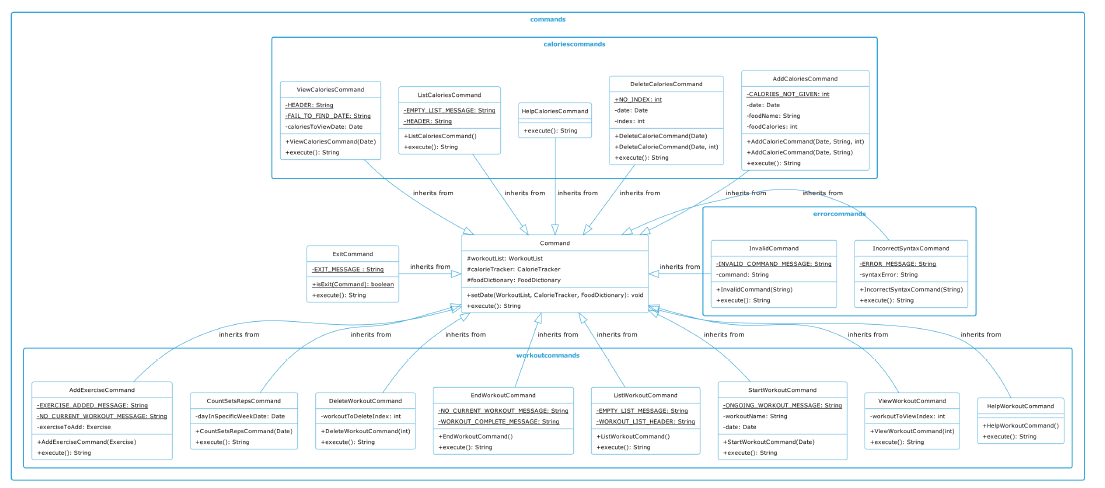 commands
caloriescommands
ViewCaloriesCommand
-HEADER: String
-FAIL_TO_FIND_DATE: String
-caloriesToViewDate: Date
+ViewCaloriesCommand(Date)
+execute(): String
ListCaloriesCommand
-EMPTY_LIST_MESSAGE: String
-HEADER: String
+ListCaloriesCommand()
+execute(): String
HelpCaloriesCommand
+execute(): String
DeleteCaloriesCommand
+NO_INDEX: int
-date: Date
-index: int
+DeleteCalorieCommand(Date)
+DeleteCalorieCommand(Date, int)
+execute(): String
AddCaloriesCommand
-CALORIES_NOT_GIVEN: int
-date: Date
-foodName: String
-foodCalories: int
+AddCalorieCommand(Date, String, int)
+AddCalorieCommand(Date, String)
+execute(): String
inherits from
inherits from
inherits from
inherits from
inherits from
inherits from
errorcommands
InvalidCommand
-INVALID_COMMAND_MESSAGE: String
-command: String
+InvalidCommand(String)
+execute(): String
IncorrectSyntaxCommand
-ERROR_MESSAGE: String
-syntaxError: String
+IncorrectSyntaxCommand(String)
+execute(): String
ExitCommand
-EXIT_MESSAGE : String
+isExit(Command): boolean
+execute(): String
inherits from
Command
#workoutList: WorkoutList
#calorieTracker: CalorieTracker
#foodDictionary: FoodDictionary
+setDate(WorkoutList, CalorieTracker, FoodDictionary): void
+execute(): String
inherits from
inherits from
inherits from
inherits from
inherits from
inherits from
inherits from
inherits from
inherits from
workoutcommands
AddExerciseCommand
-EXERCISE_ADDED_MESSAGE: String
-NO_CURRENT_WORKOUT_MESSAGE: String
-exerciseToAdd: Exercise
+AddExerciseCommand(Exercise)
+execute(): String
CountSetsRepsCommand
-dayInSpecificWeekDate: Date
+CountSetsRepsCommand(Date)
+execute(): String
DeleteWorkoutCommand
-workoutToDeleteIndex: int
+DeleteWorkoutCommand(int)
+execute(): String
EndWorkoutCommand
-NO_CURRENT_WORKOUT_MESSAGE: String
-WORKOUT_COMPLETE_MESSAGE: String
+EndWorkoutCommand()
+execute(): String
ListWorkoutCommand
-EMPTY_LIST_MESSAGE: String
-WORKOUT_LIST_HEADER: String
+ListWorkoutCommand()
+execute(): String
StartWorkoutCommand
-ONGOING_WORKOUT_MESSAGE: String
-workoutName: String
-date: Date
+StartWorkoutCommand(Date)
+execute(): String
ViewWorkoutCommand
-workoutToViewIndex: int
+ViewWorkoutCommand(int)
+execute(): String
HelpWorkoutCommand
+HelpWorkoutCommand()
+execute(): String